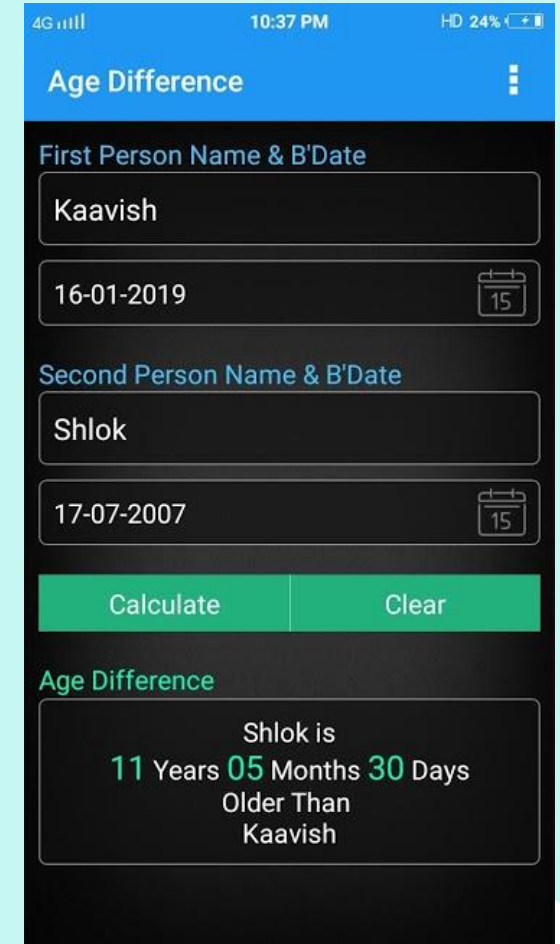 4G 10:37 PM HD 24%
Age Difference
First Person Name & B'Date
Kaavish
16-01-2019
15
Second Person Name & B'Date
Shlok
17-07-2007
15
Calculate Clear
Age Difference
Shlok is
11 Years 05 Months 30 Days
Older Than
Kaavish